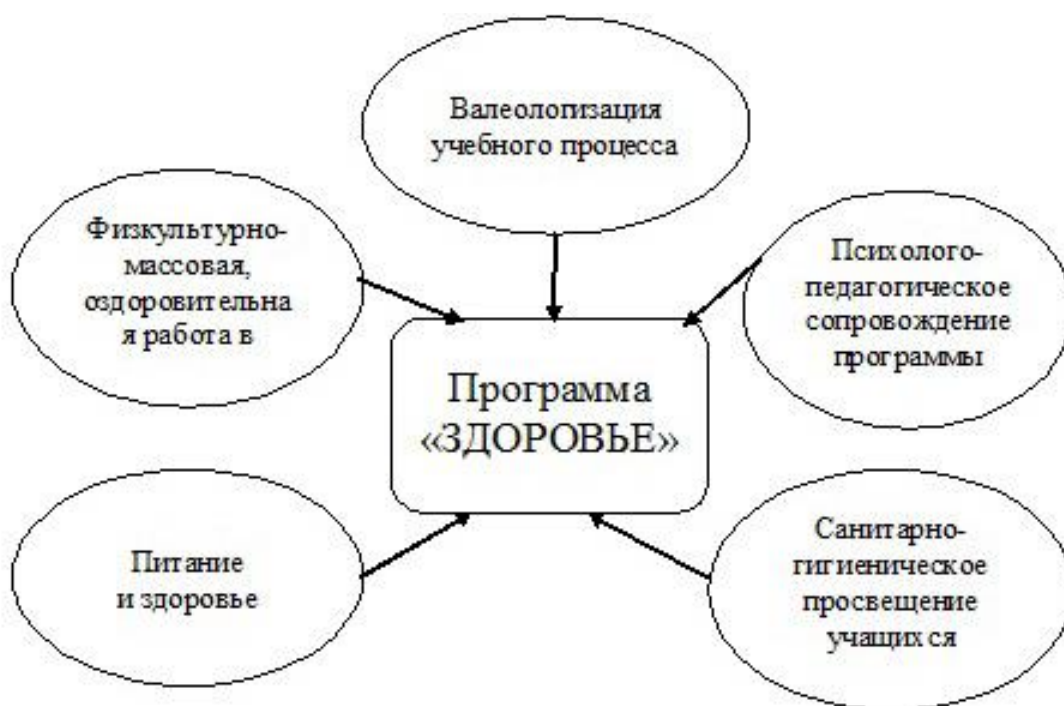 Валеологизация
учебного процесса
Физкультурно-
массовая,
оздоровительна
я работа в
Психолого-
педагогическое
сопровождение
программы
Программа
«ЗДОРОВЬЕ»
Питание
и здоровье
Санитарно-
гигиеническое
просвещение
учащихся